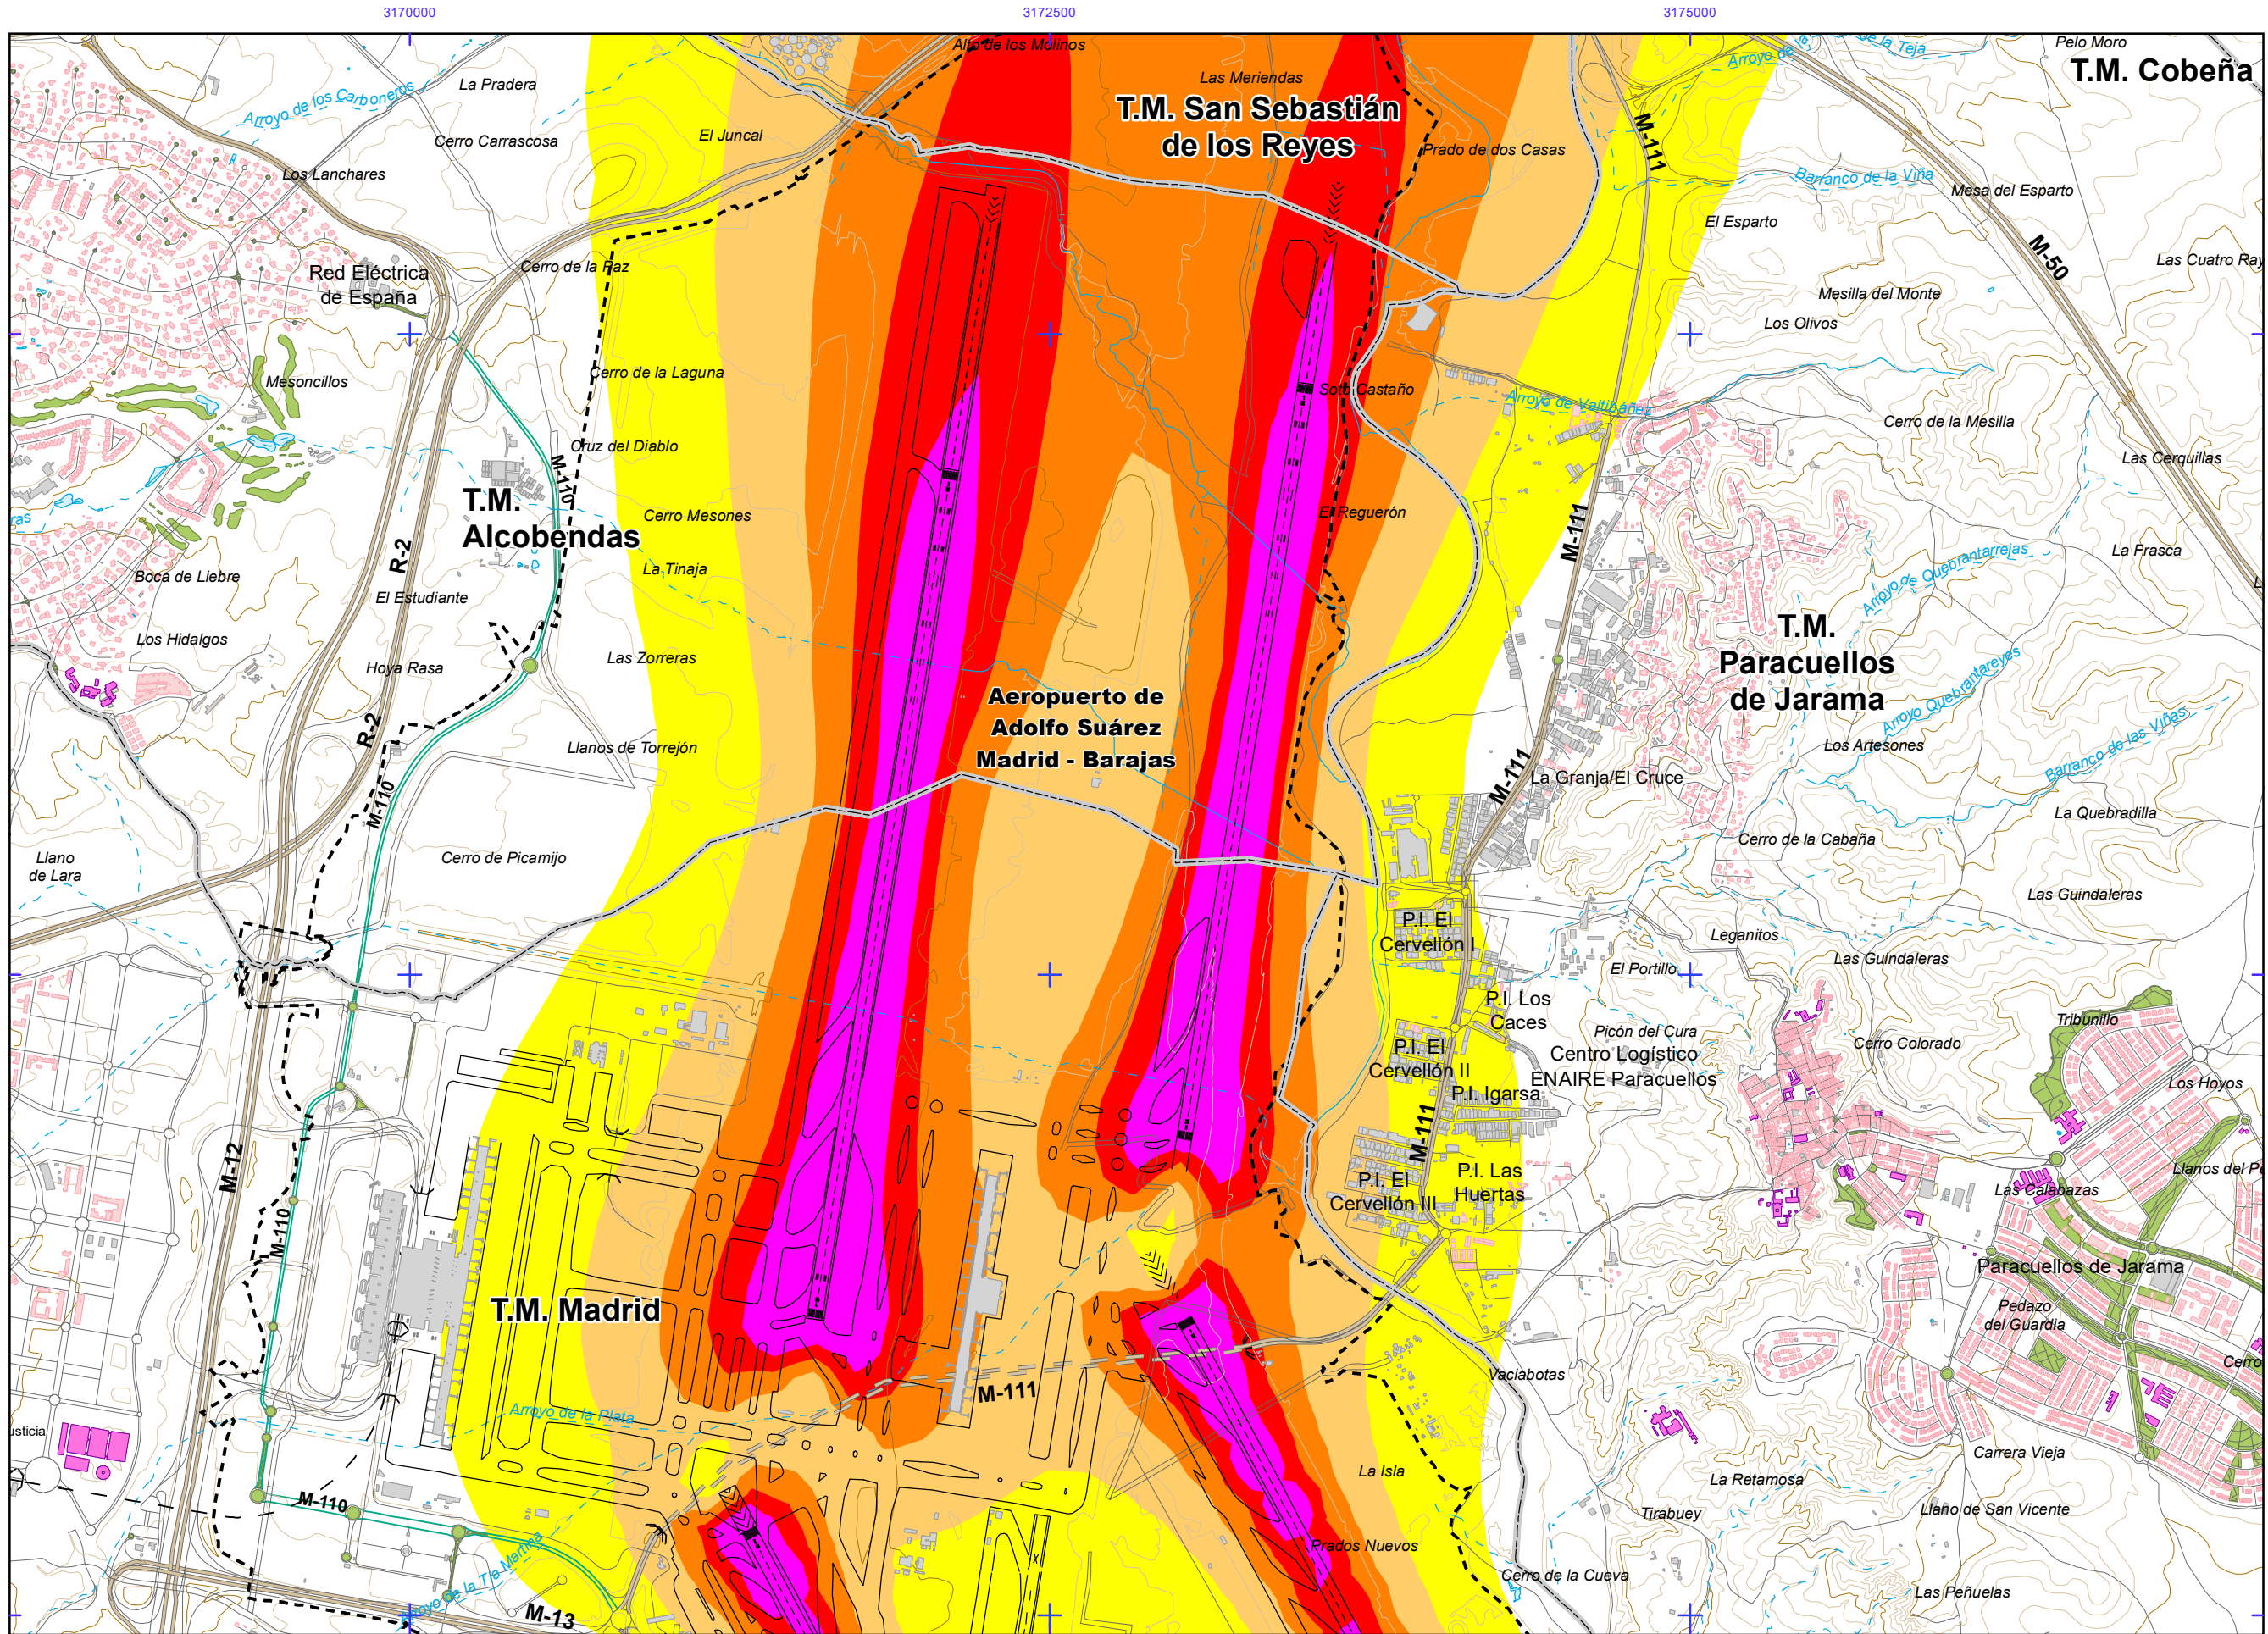 3170000
3172500
3175000
Alto de los Molinos
Las Meriendas
T.M. San Sebastián
de los Reyes
Pelo Moro
T.M. Cobeña
La Pradera
Arroyo de los Carboneros
Cerro Carrascosa
El Juncal
Prado de dos Casas
M-111
Barranco de la Viña
Mesa del Esparto
El Esparto
Los Lanchares
M-50
Red Eléctrica
de España
Cerro de la Paz
Mesilla del Monte
Los Olivos
Mesoncillos
Cerro de la Laguna
Soto Castaño
Arroyo de Valtibáñez
Cerro de la Mesilla
Las Cerquillas
Cruz del Diablo
M-110
T.M.
Alcobendas
Cerro Mesones
El Reguerón
M-111
R-2
La Frasca
Arroyo de Quebrantarrejas
La Tinaja
Boca de Liebre
El Estudiante
Los Hidalgos
Hoya Rasa
Las Zorreras
T.M.
Paracuellos
de Jarama
Arroyo Quebrantareyes
Aeropuerto de
Adolfo Suárez
Madrid - Barajas
R-2
Llanos de Torrejón
Los Artesones
Barranco de las Viñas
M-111
La Granja/El Cruce
M-110
La Quebradilla
Cerro de la Cabaña
Llano
de Lara
Cerro de Picamijo
Las Guindaleras
P.I. El
Cervellón I
Leganitos
Las Guindaleras
El Portillo
P.I. Los
Caces
Picón del Cura
Tribunillo
Cerro Colorado
P.I. El
Cervellón II
Centro Logístico
ENAIRE Paracuellos
P.I. Igarsa
Los Hoyos
M-12
M-111
P.I. El
Cervellón III
P.I. Las
Huertas
Las Calabazas
M-110
Paracuellos de Jarama
T.M. Madrid
Pedazo
del Guardia
Vaciabotas
M-111
Arroyo de la Plata
Carrera Vieja
La Isla
La Retamosa
M-110
Tirabuey
Llano de San Vicente
Prados Nuevos
Cerro de la Cueva
Las Peñuelas
M-13